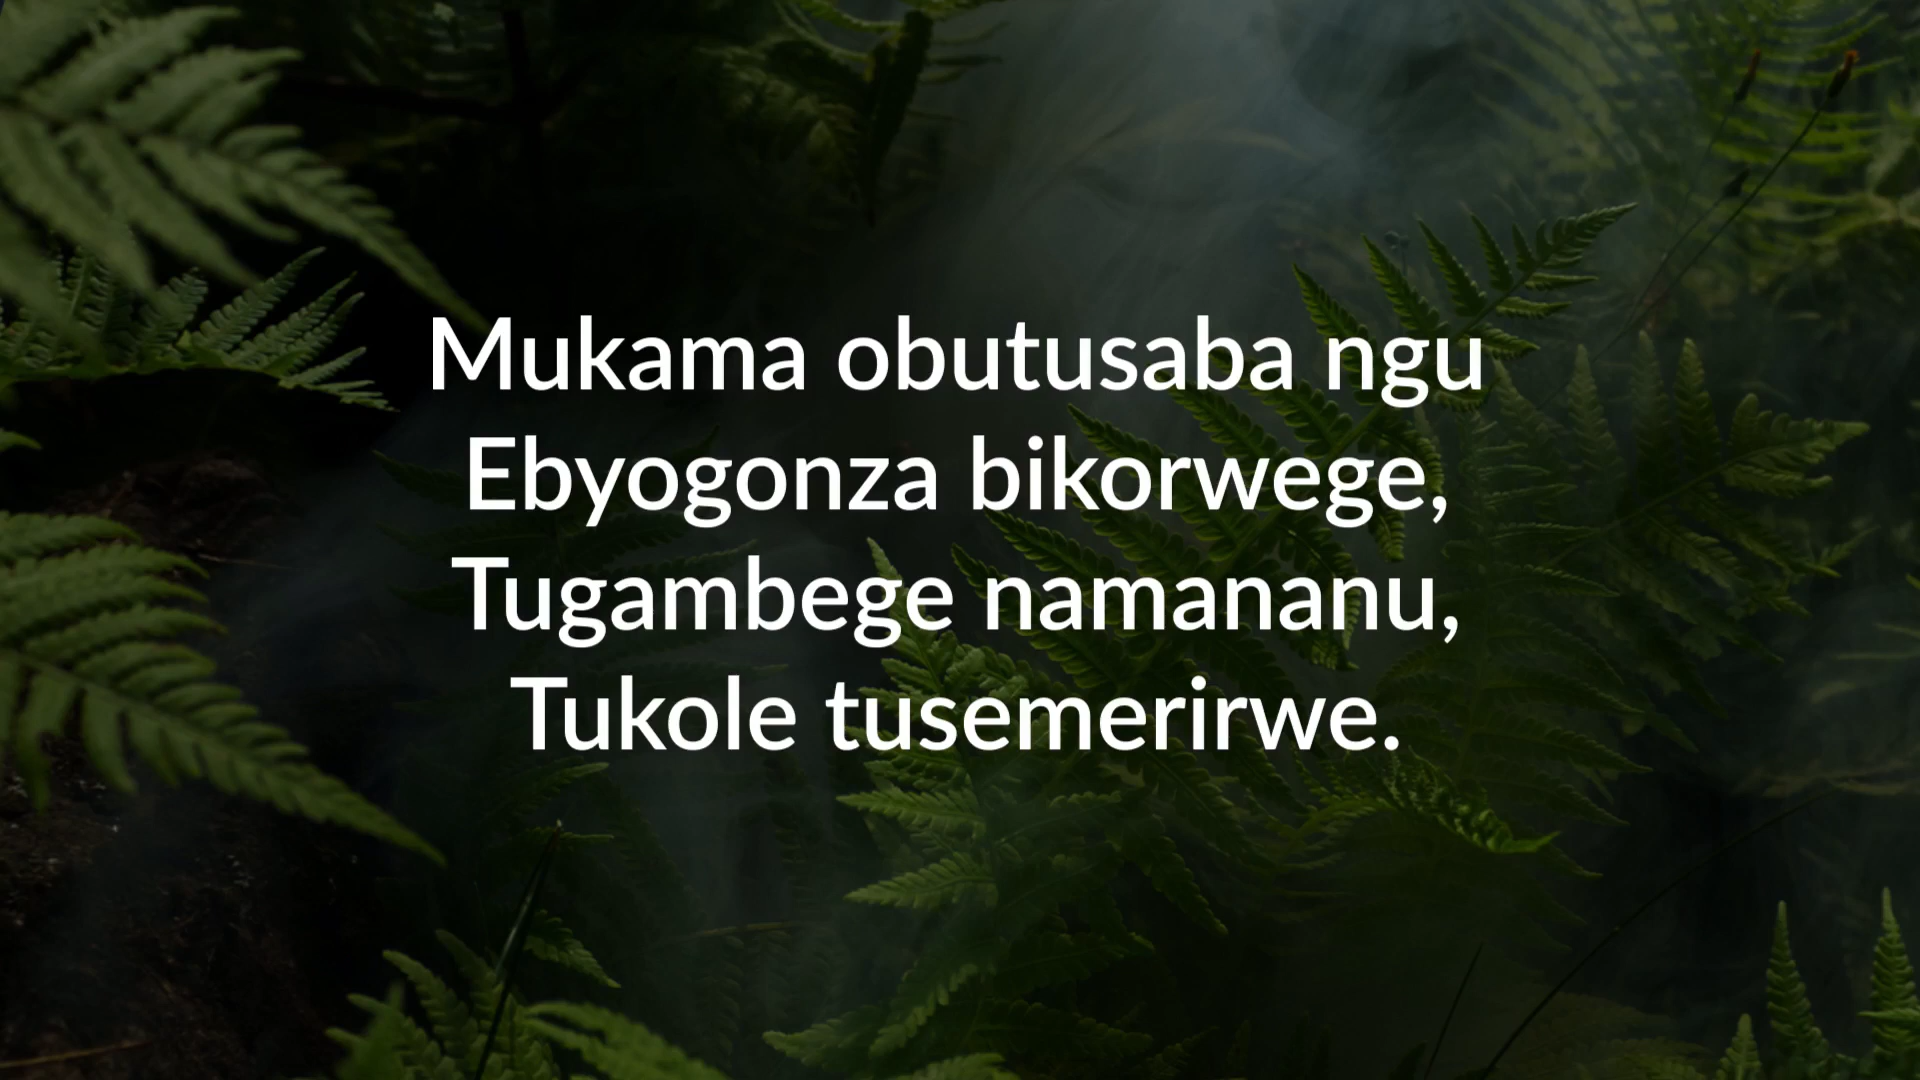 Mukama obutusaba ngu
Ebyogonza bikorwege,
Tugambege namananu,
Tukole tusemerirwe.